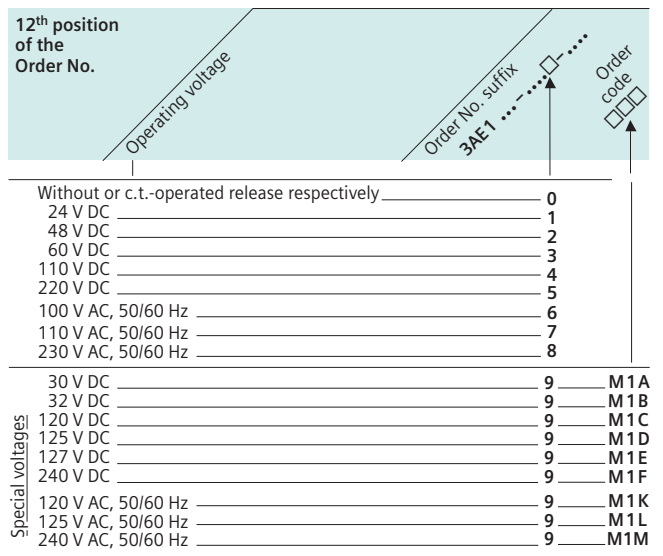 12th position
of the
Order No.
Operating voltage
Order No. suffix
3AE1 ... - ••••□ - ••••
Order
code
□□□
Without or c.t.-operated release respectively 0
24 V DC 1
48 V DC 2
60 V DC 3
110 V DC 4
220 V DC 5
100 V AC, 50/60 Hz 6
110 V AC, 50/60 Hz 7
230 V AC, 50/60 Hz 8
Special voltages
30 V DC 9 M1A
32 V DC 9 M1B
120 V DC 9 M1C
125 V DC 9 M1D
127 V DC 9 M1E
240 V DC 9 M1F
120 V AC, 50/60 Hz 9 M1K
125 V AC, 50/60 Hz 9 M1L
240 V AC, 50/60 Hz 9 M1M